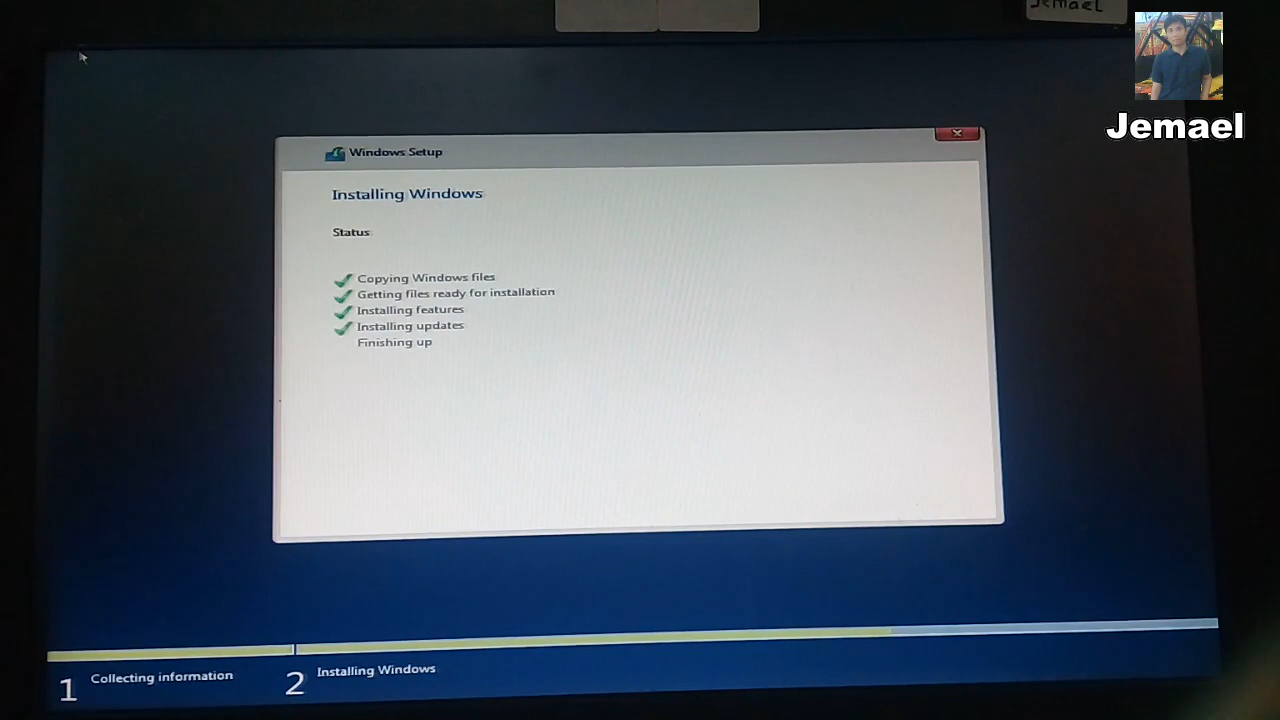 Jemael
Jemael
Windows Setup
Installing Windows
Status
Copying Windows files
Getting files ready for installation
Installing features
Installing updates
Finishing up
1 Collecting information
2 Installing Windows